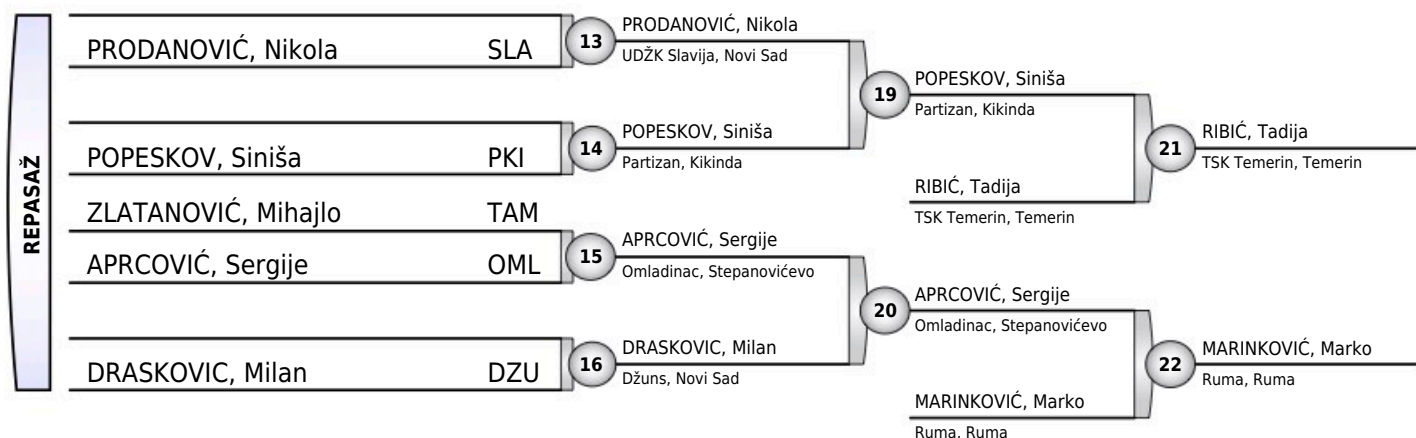 REPASAŽ
PRODANOVIĆ, Nikola SLA
POPESKOV, Siniša PKI
ZLATANOVIĆ, Mihajlo TAM
APRCOVIĆ, Sergije OML
DRASKOVIC, Milan DZU
13
PRODANOVIĆ, Nikola
UDŽK Slavija, Novi Sad
14
POPESKOV, Siniša
Partizan, Kikinda
15
APRCOVIĆ, Sergije
Omladinac, Stepanovićevo
16
DRASKOVIC, Milan
Džuns, Novi Sad
19
POPESKOV, Siniša
Partizan, Kikinda
RIBIĆ, Tadija
TSK Temerin, Temerin
20
APRCOVIĆ, Sergije
Omladinac, Stepanovićevo
MARINKOVIĆ, Marko
Ruma, Ruma
21
RIBIĆ, Tadija
TSK Temerin, Temerin
22
MARINKOVIĆ, Marko
Ruma, Ruma